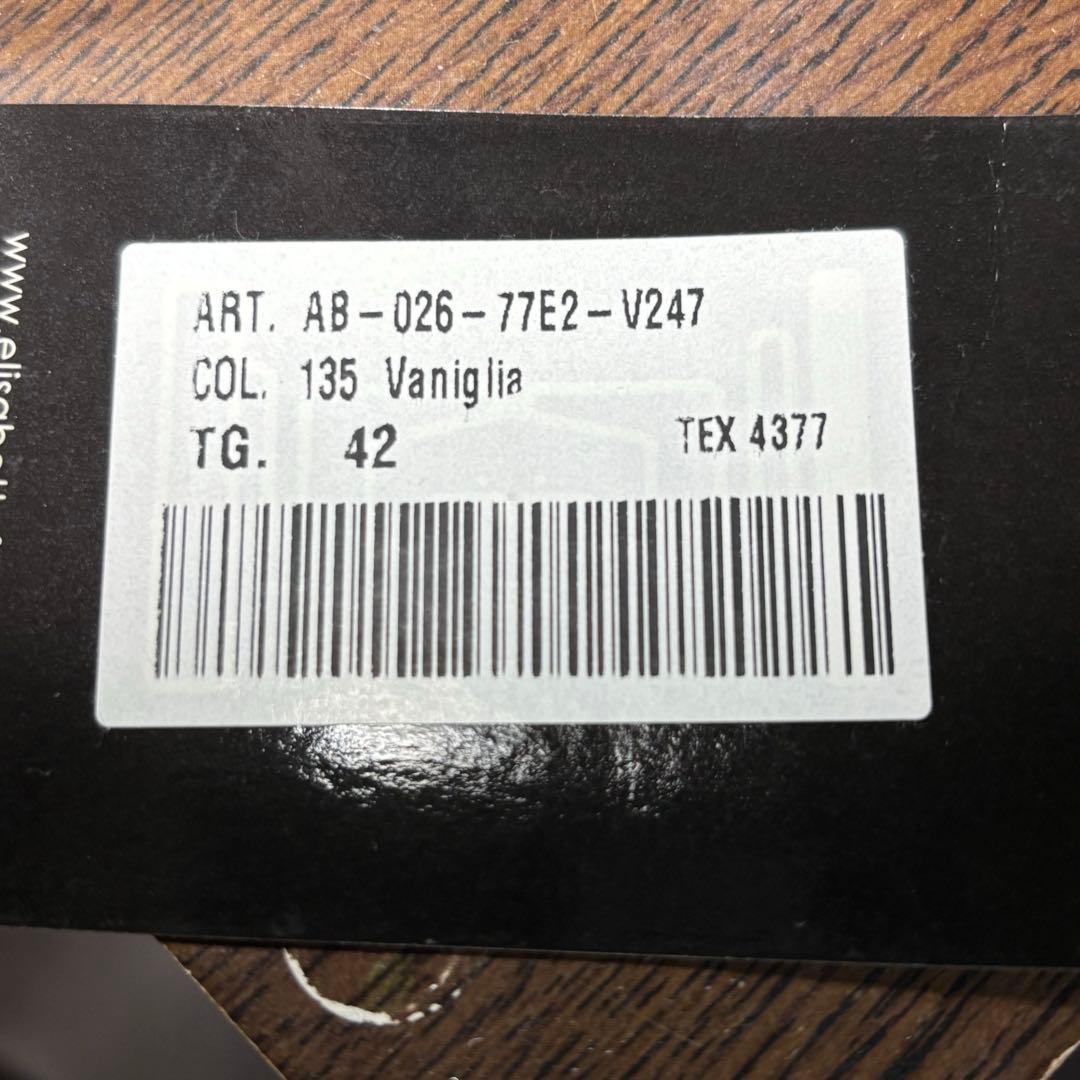 ART. AB-026-77E2-V247
COL. 135 Vaniglia
TG. 42
TEX 4377